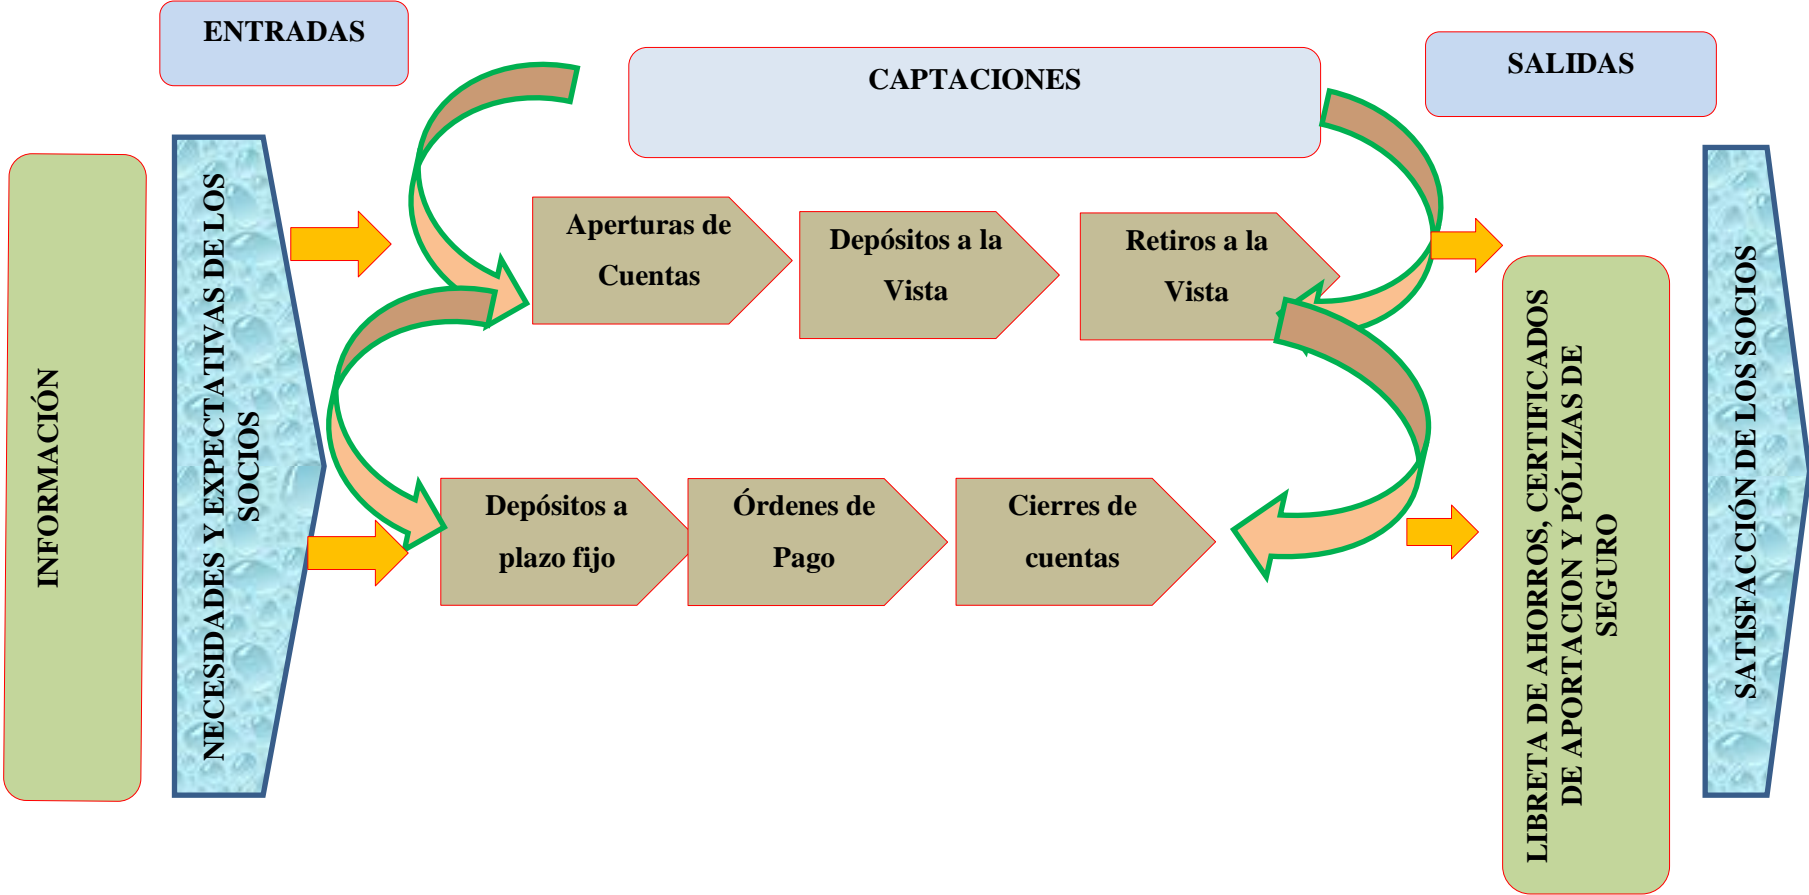 ENTRADAS
CAPTACIONES
SALIDAS
INFORMACIÓN
NECESIDADES Y EXPECTATIVAS DE LOS
SOCIOS
Aperturas de
Cuentas
Depósitos a la
Vista
Retiros a la
Vista
Depósitos a
plazo fijo
Órdenes de
Pago
Cierres de
cuentas
LIBRETA DE AHORROS, CERTIFICADOS
DE APORTACION Y PÓLIZAS DE
SEGURO
SATISFACCIÓN DE LOS SOCIOS